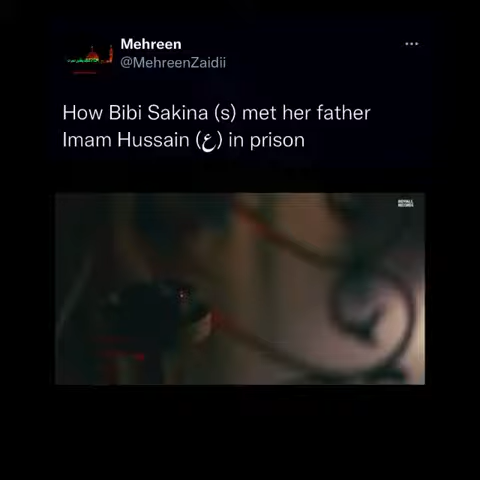 Mehreen
@MehreenZaidii
How Bibi Sakina (s) met her father
Imam Hussain (ع) in prison